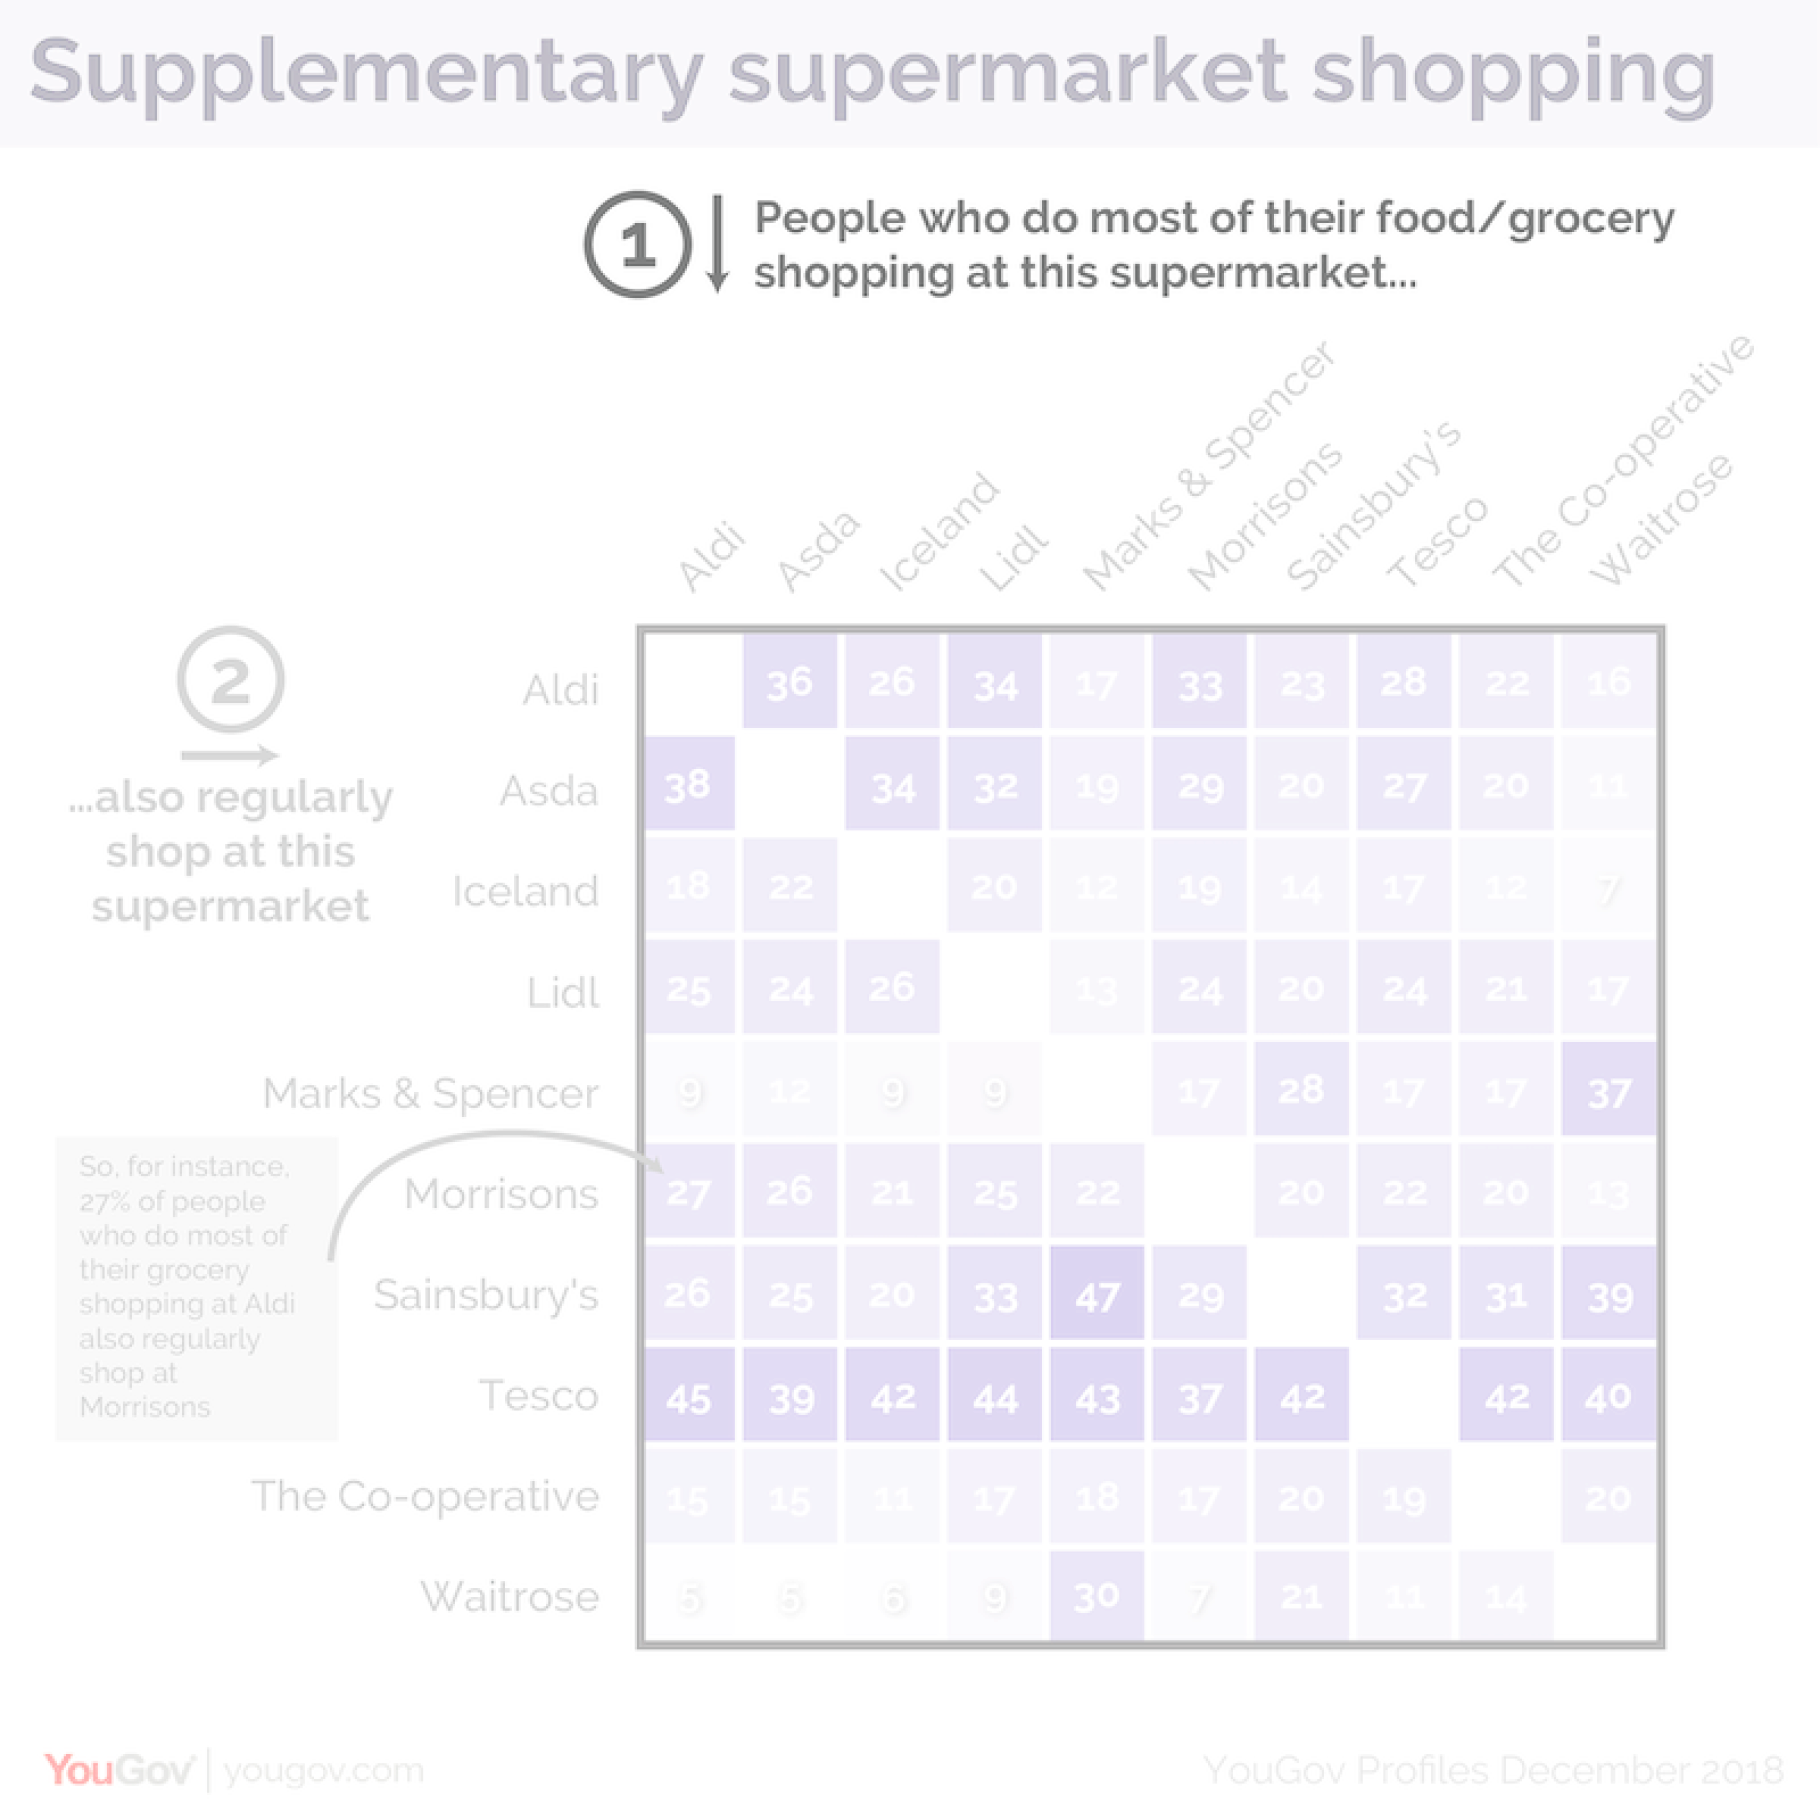 Supplementary supermarket shopping
1
People who do most of their food/grocery
shopping at this supermarket...
Aldi
Asda
Iceland
Lidl
Marks & Spencer
Morrisons
Sainsbury's
Tesco
The Co-operative
Waitrose
2
...also regularly
shop at this
supermarket
Aldi 36 26 34 17 33 23 28 22 16
Asda 38 34 32 19 29 20 27 20 11
Iceland 18 22 20 12 19 14 17 12 7
Lidl 25 24 26 13 24 20 24 21 17
Marks & Spencer 9 12 9 9 17 28 17 17 37
Morrisons 27 26 21 25 22 20 22 20 13
Sainsbury's 26 25 20 33 47 29 32 31 39
Tesco 45 39 42 44 43 37 42 42 40
The Co-operative 15 15 11 17 18 17 20 19 20
Waitrose 5 5 6 9 30 7 21 11 14
So, for instance,
27% of people
who do most of
their grocery
shopping at Aldi
also regularly
shop at
Morrisons
YouGov yougov.com
YouGov Profiles December 2018